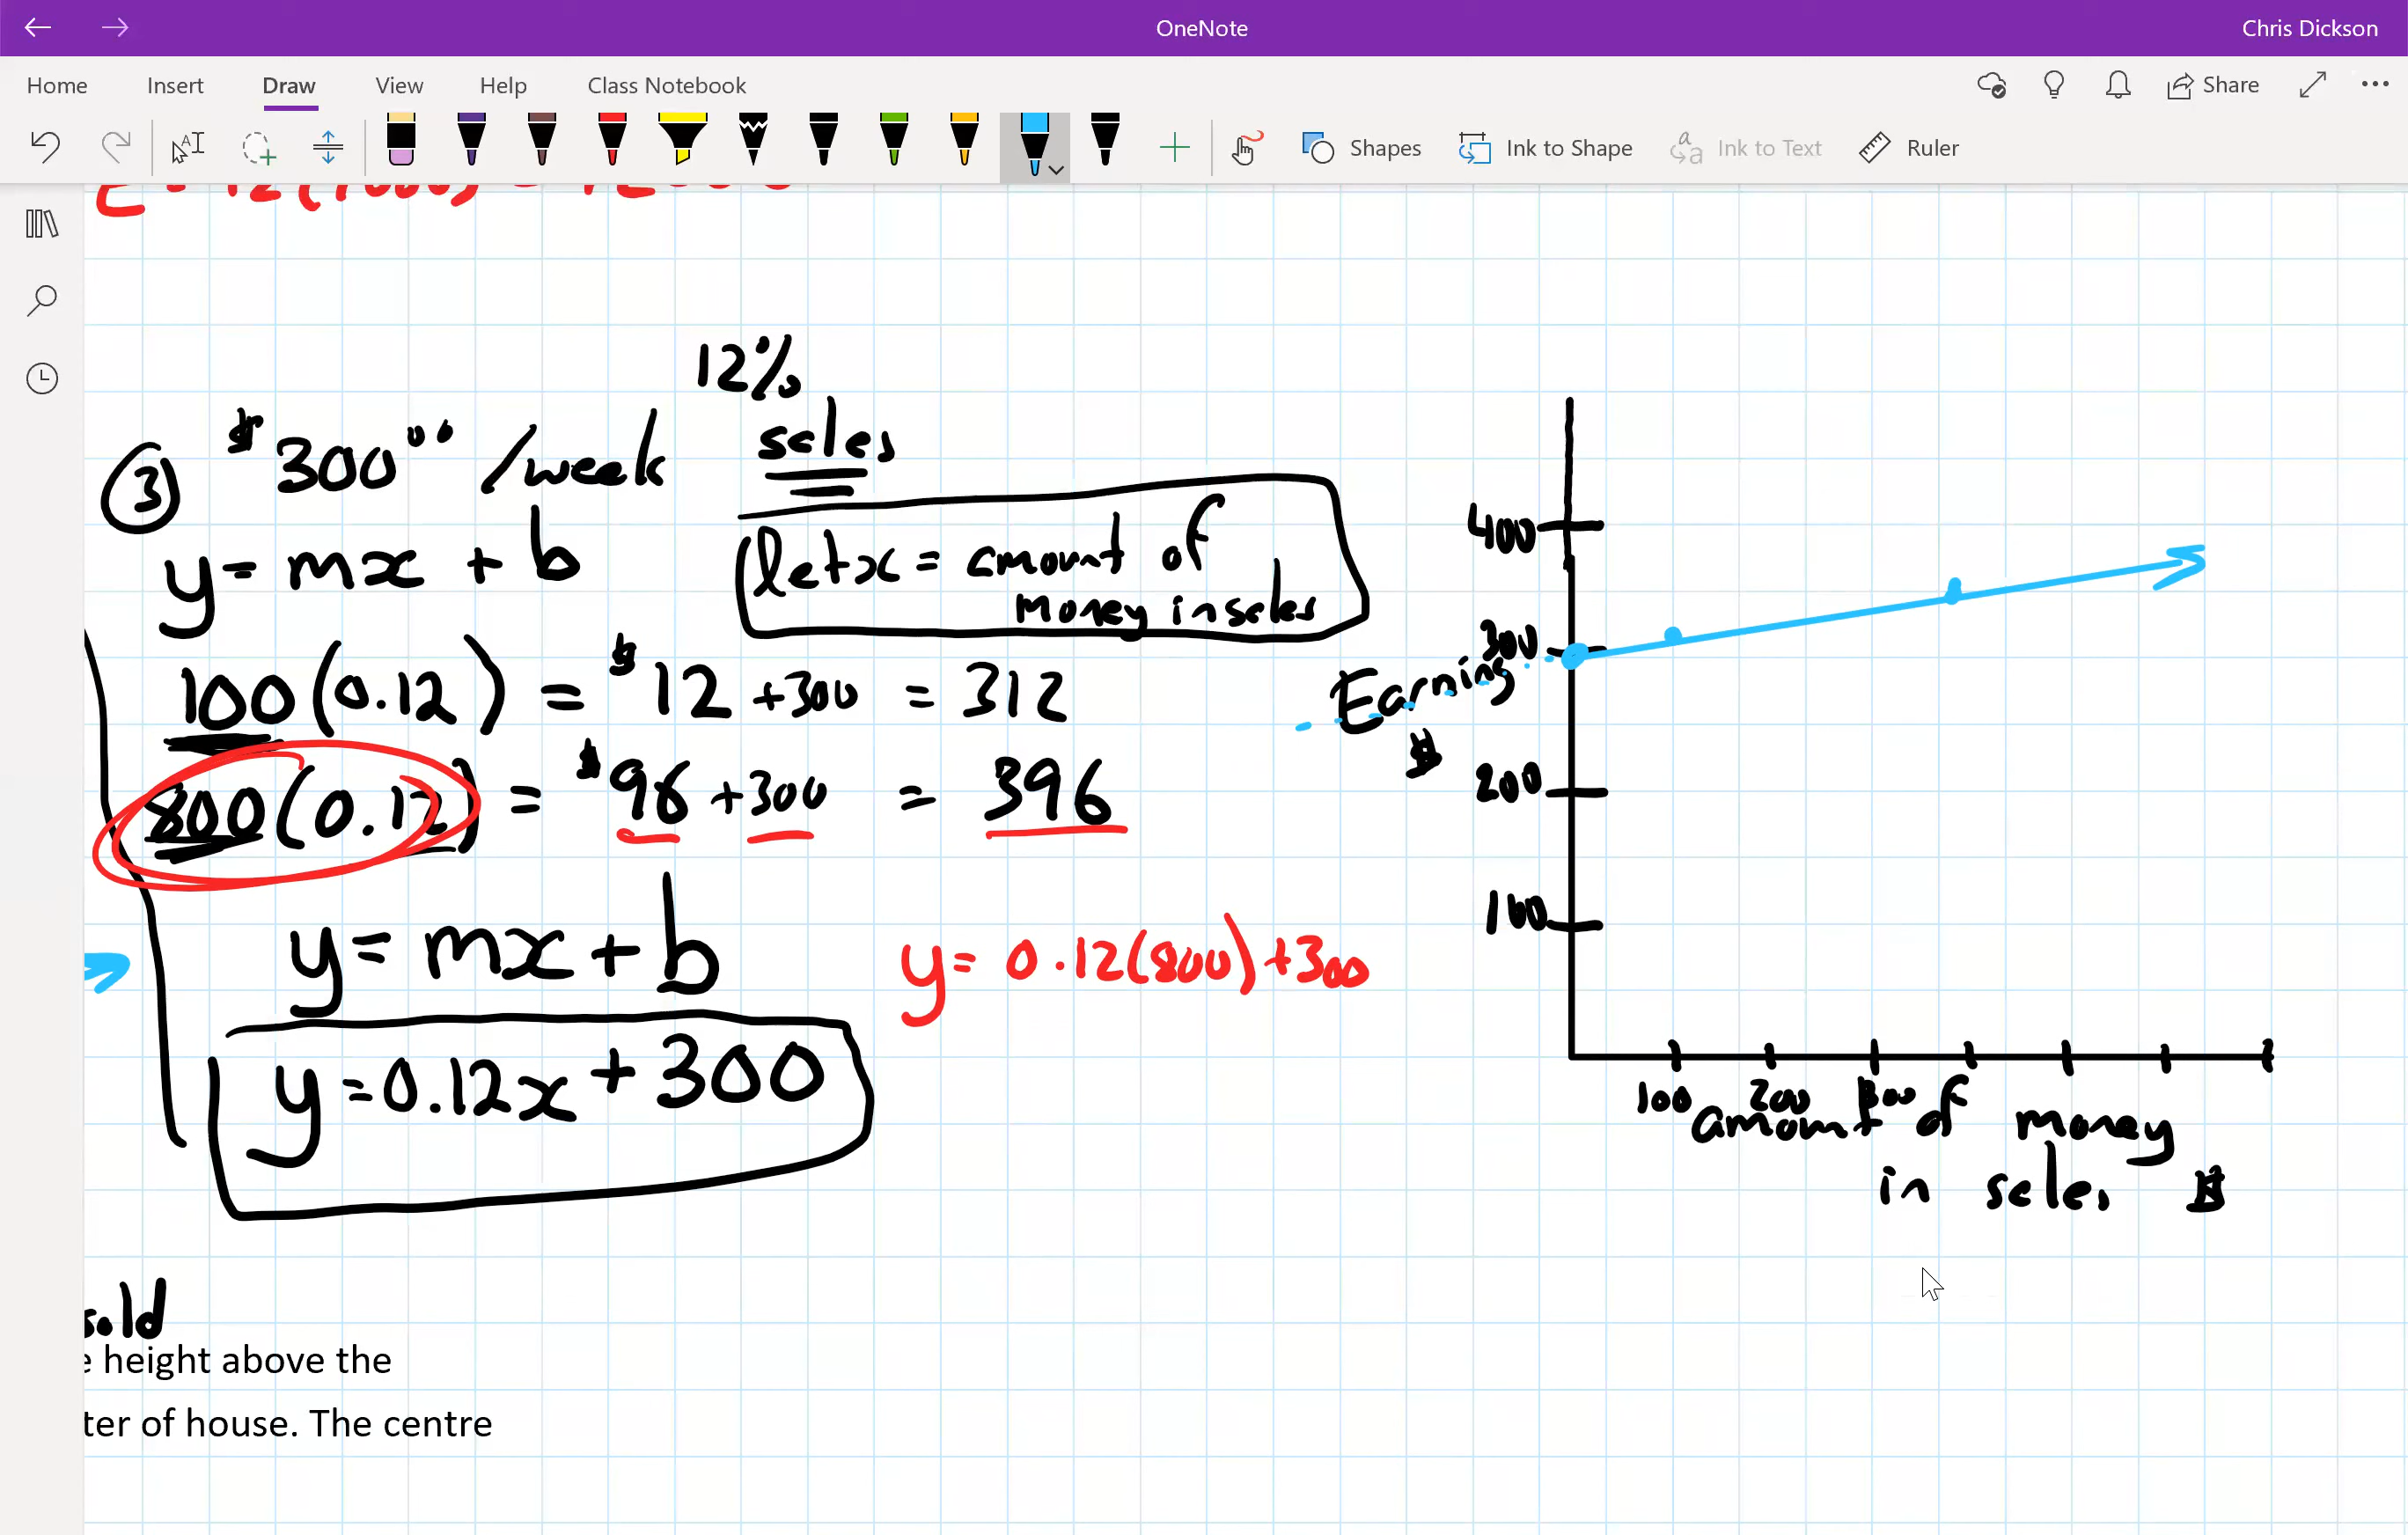 OneNote
Chris Dickson
Home Insert Draw View Help Class Notebook Share
Shapes Ink to Shape Ink to Text Ruler
12%
③ $300⁰⁰ /week sales
y = mx + b
let x = amount of
money in sales
100(0.12) = $12 +300 = 312
800(0.12) = $96 +300 = 396
y = mx + b
y = 0.12(800) + 300
y = 0.12x + 300
400
300
Earning
$
200
100
100 200 300
amount of money
in sales $
sold
e height above the
ter of house. The centre